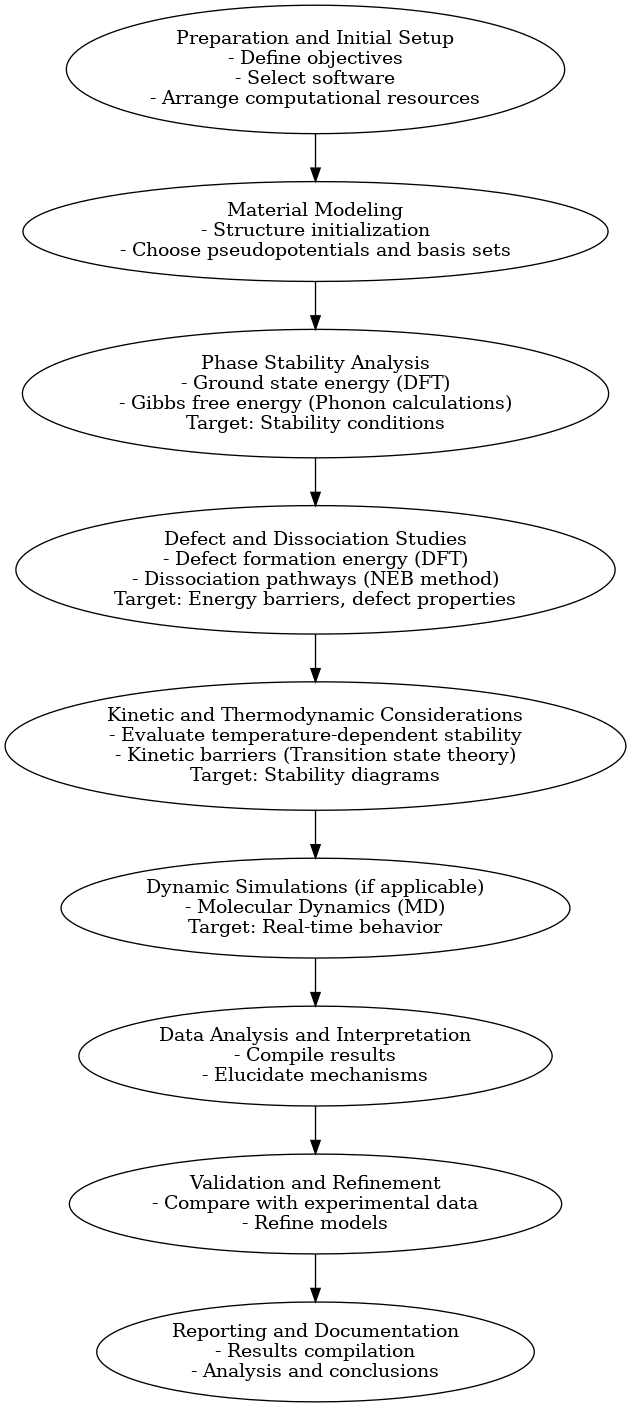 Preparation and Initial Setup
- Define objectives
- Select software
- Arrange computational resources
Material Modeling
- Structure initialization
- Choose pseudopotentials and basis sets
Phase Stability Analysis
- Ground state energy (DFT)
- Gibbs free energy (Phonon calculations)
Target: Stability conditions
Defect and Dissociation Studies
- Defect formation energy (DFT)
- Dissociation pathways (NEB method)
Target: Energy barriers, defect properties
Kinetic and Thermodynamic Considerations
- Evaluate temperature-dependent stability
- Kinetic barriers (Transition state theory)
Target: Stability diagrams
Dynamic Simulations (if applicable)
- Molecular Dynamics (MD)
Target: Real-time behavior
Data Analysis and Interpretation
- Compile results
- Elucidate mechanisms
Validation and Refinement
- Compare with experimental data
- Refine models
Reporting and Documentation
- Results compilation
- Analysis and conclusions